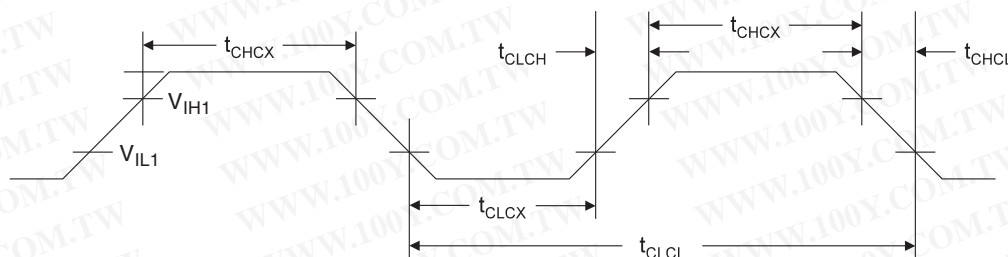 tCHCX
tCHCX
tCLCH
tCHCL
VIH1
VIL1
tCLCX
tCLCL
WWW.100Y.COM.TW